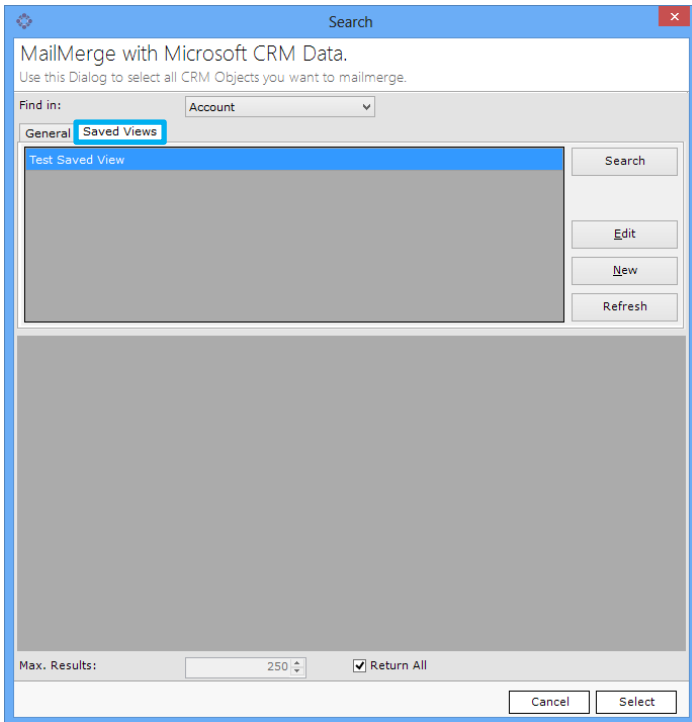 Search
MailMerge with Microsoft CRM Data.
Use this Dialog to select all CRM Objects you want to mailmerge.
Find in: Account
General Saved Views
Test Saved View
Search
Edit
New
Refresh
Max. Results: 250 Return All
Cancel Select